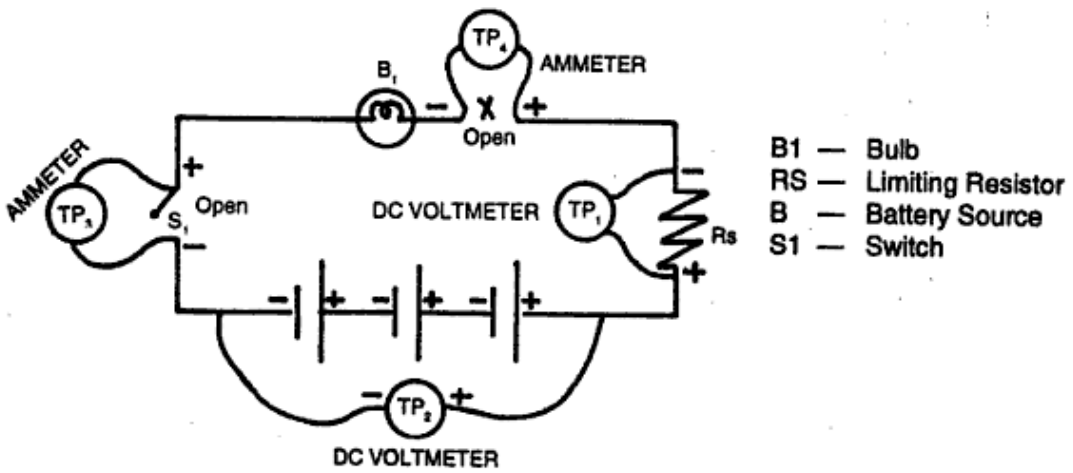 TP4
AMMETER
B1
- X +
Open
AMMETER
TP3
+
S1 Open
-
DC VOLTMETER
TP1
-
Rs
+
- + - + - +
- TP2 +
DC VOLTMETER
B1 — Bulb
RS — Limiting Resistor
B — Battery Source
S1 — Switch